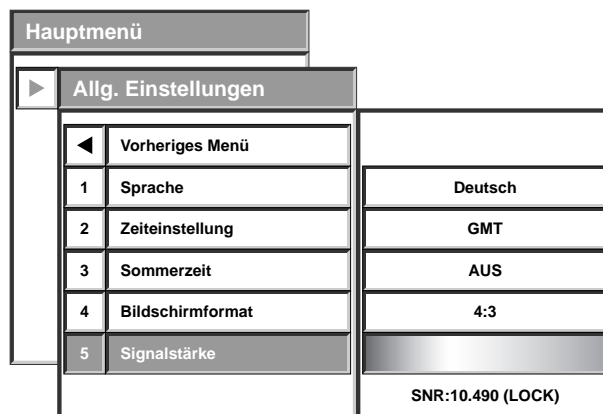 Hauptmenü
Allg. Einstellungen
Vorheriges Menü
1 Sprache Deutsch
2 Zeiteinstellung GMT
3 Sommerzeit AUS
4 Bildschirmformat 4:3
5 Signalstärke
SNR:10.490 (LOCK)